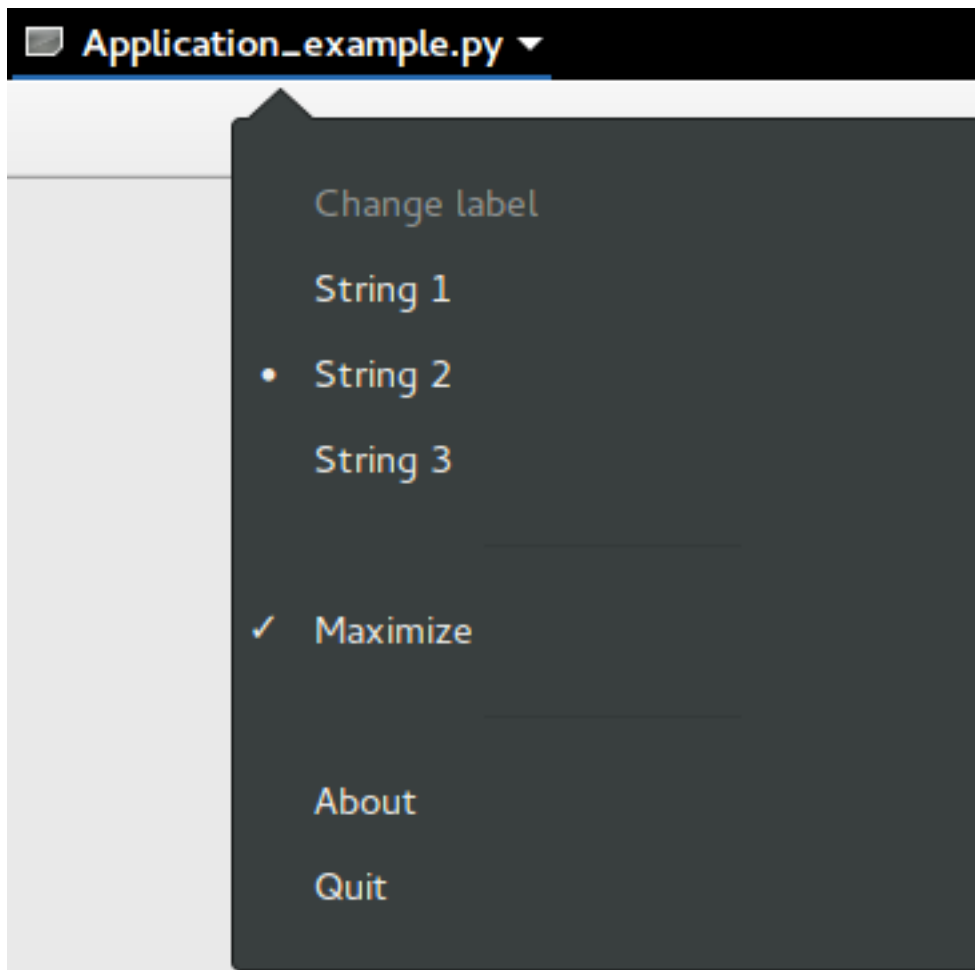 Application_example.py
Change label
String 1
String 2
String 3
Maximize
About
Quit